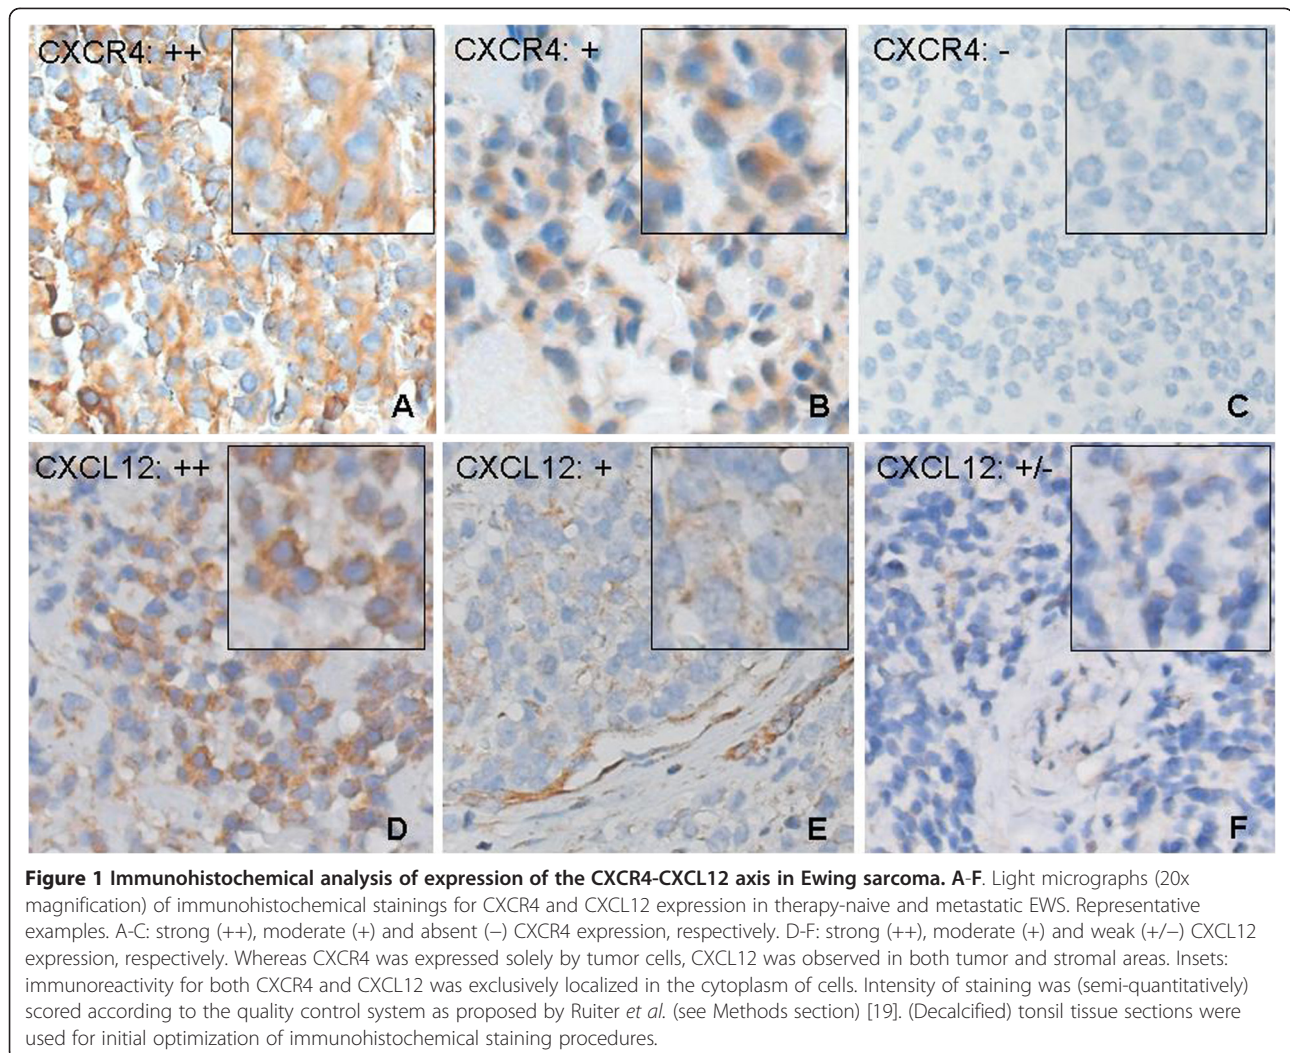 CXCR4: ++
CXCR4: +
CXCR4: -
A
B
C
CXCL12: ++
CXCL12: +
CXCL12: +/-
D
E
F
Figure 1 Immunohistochemical analysis of expression of the CXCR4-CXCL12 axis in Ewing sarcoma. A-F. Light micrographs (20x
magnification) of immunohistochemical stainings for CXCR4 and CXCL12 expression in therapy-naive and metastatic EWS. Representative
examples. A-C: strong (++), moderate (+) and absent (−) CXCR4 expression, respectively. D-F: strong (++), moderate (+) and weak (+/−) CXCL12
expression, respectively. Whereas CXCR4 was expressed solely by tumor cells, CXCL12 was observed in both tumor and stromal areas. Insets:
immunoreactivity for both CXCR4 and CXCL12 was exclusively localized in the cytoplasm of cells. Intensity of staining was (semi-quantitatively)
scored according to the quality control system as proposed by Ruiter et al. (see Methods section) [19]. (Decalcified) tonsil tissue sections were
used for initial optimization of immunohistochemical staining procedures.